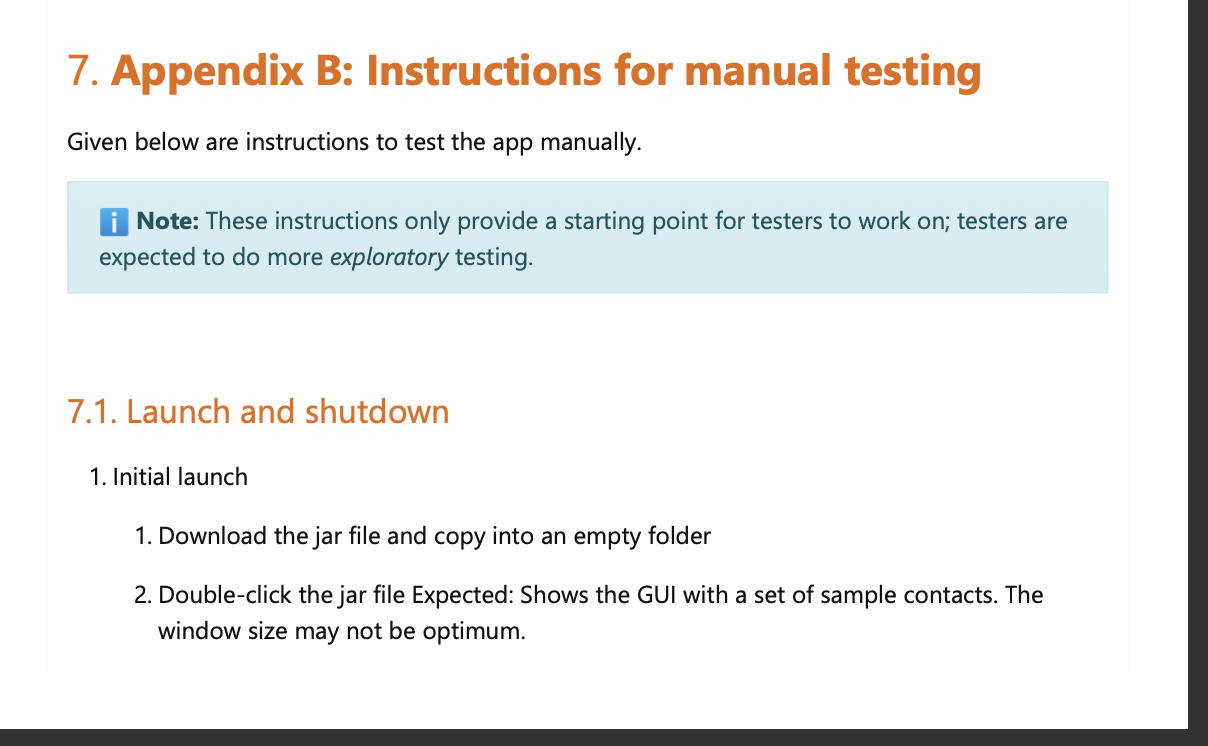 7. Appendix B: Instructions for manual testing
Given below are instructions to test the app manually.
i Note: These instructions only provide a starting point for testers to work on; testers are
expected to do more exploratory testing.
7.1. Launch and shutdown
1. Initial launch
1. Download the jar file and copy into an empty folder
2. Double-click the jar file Expected: Shows the GUI with a set of sample contacts. The
window size may not be optimum.